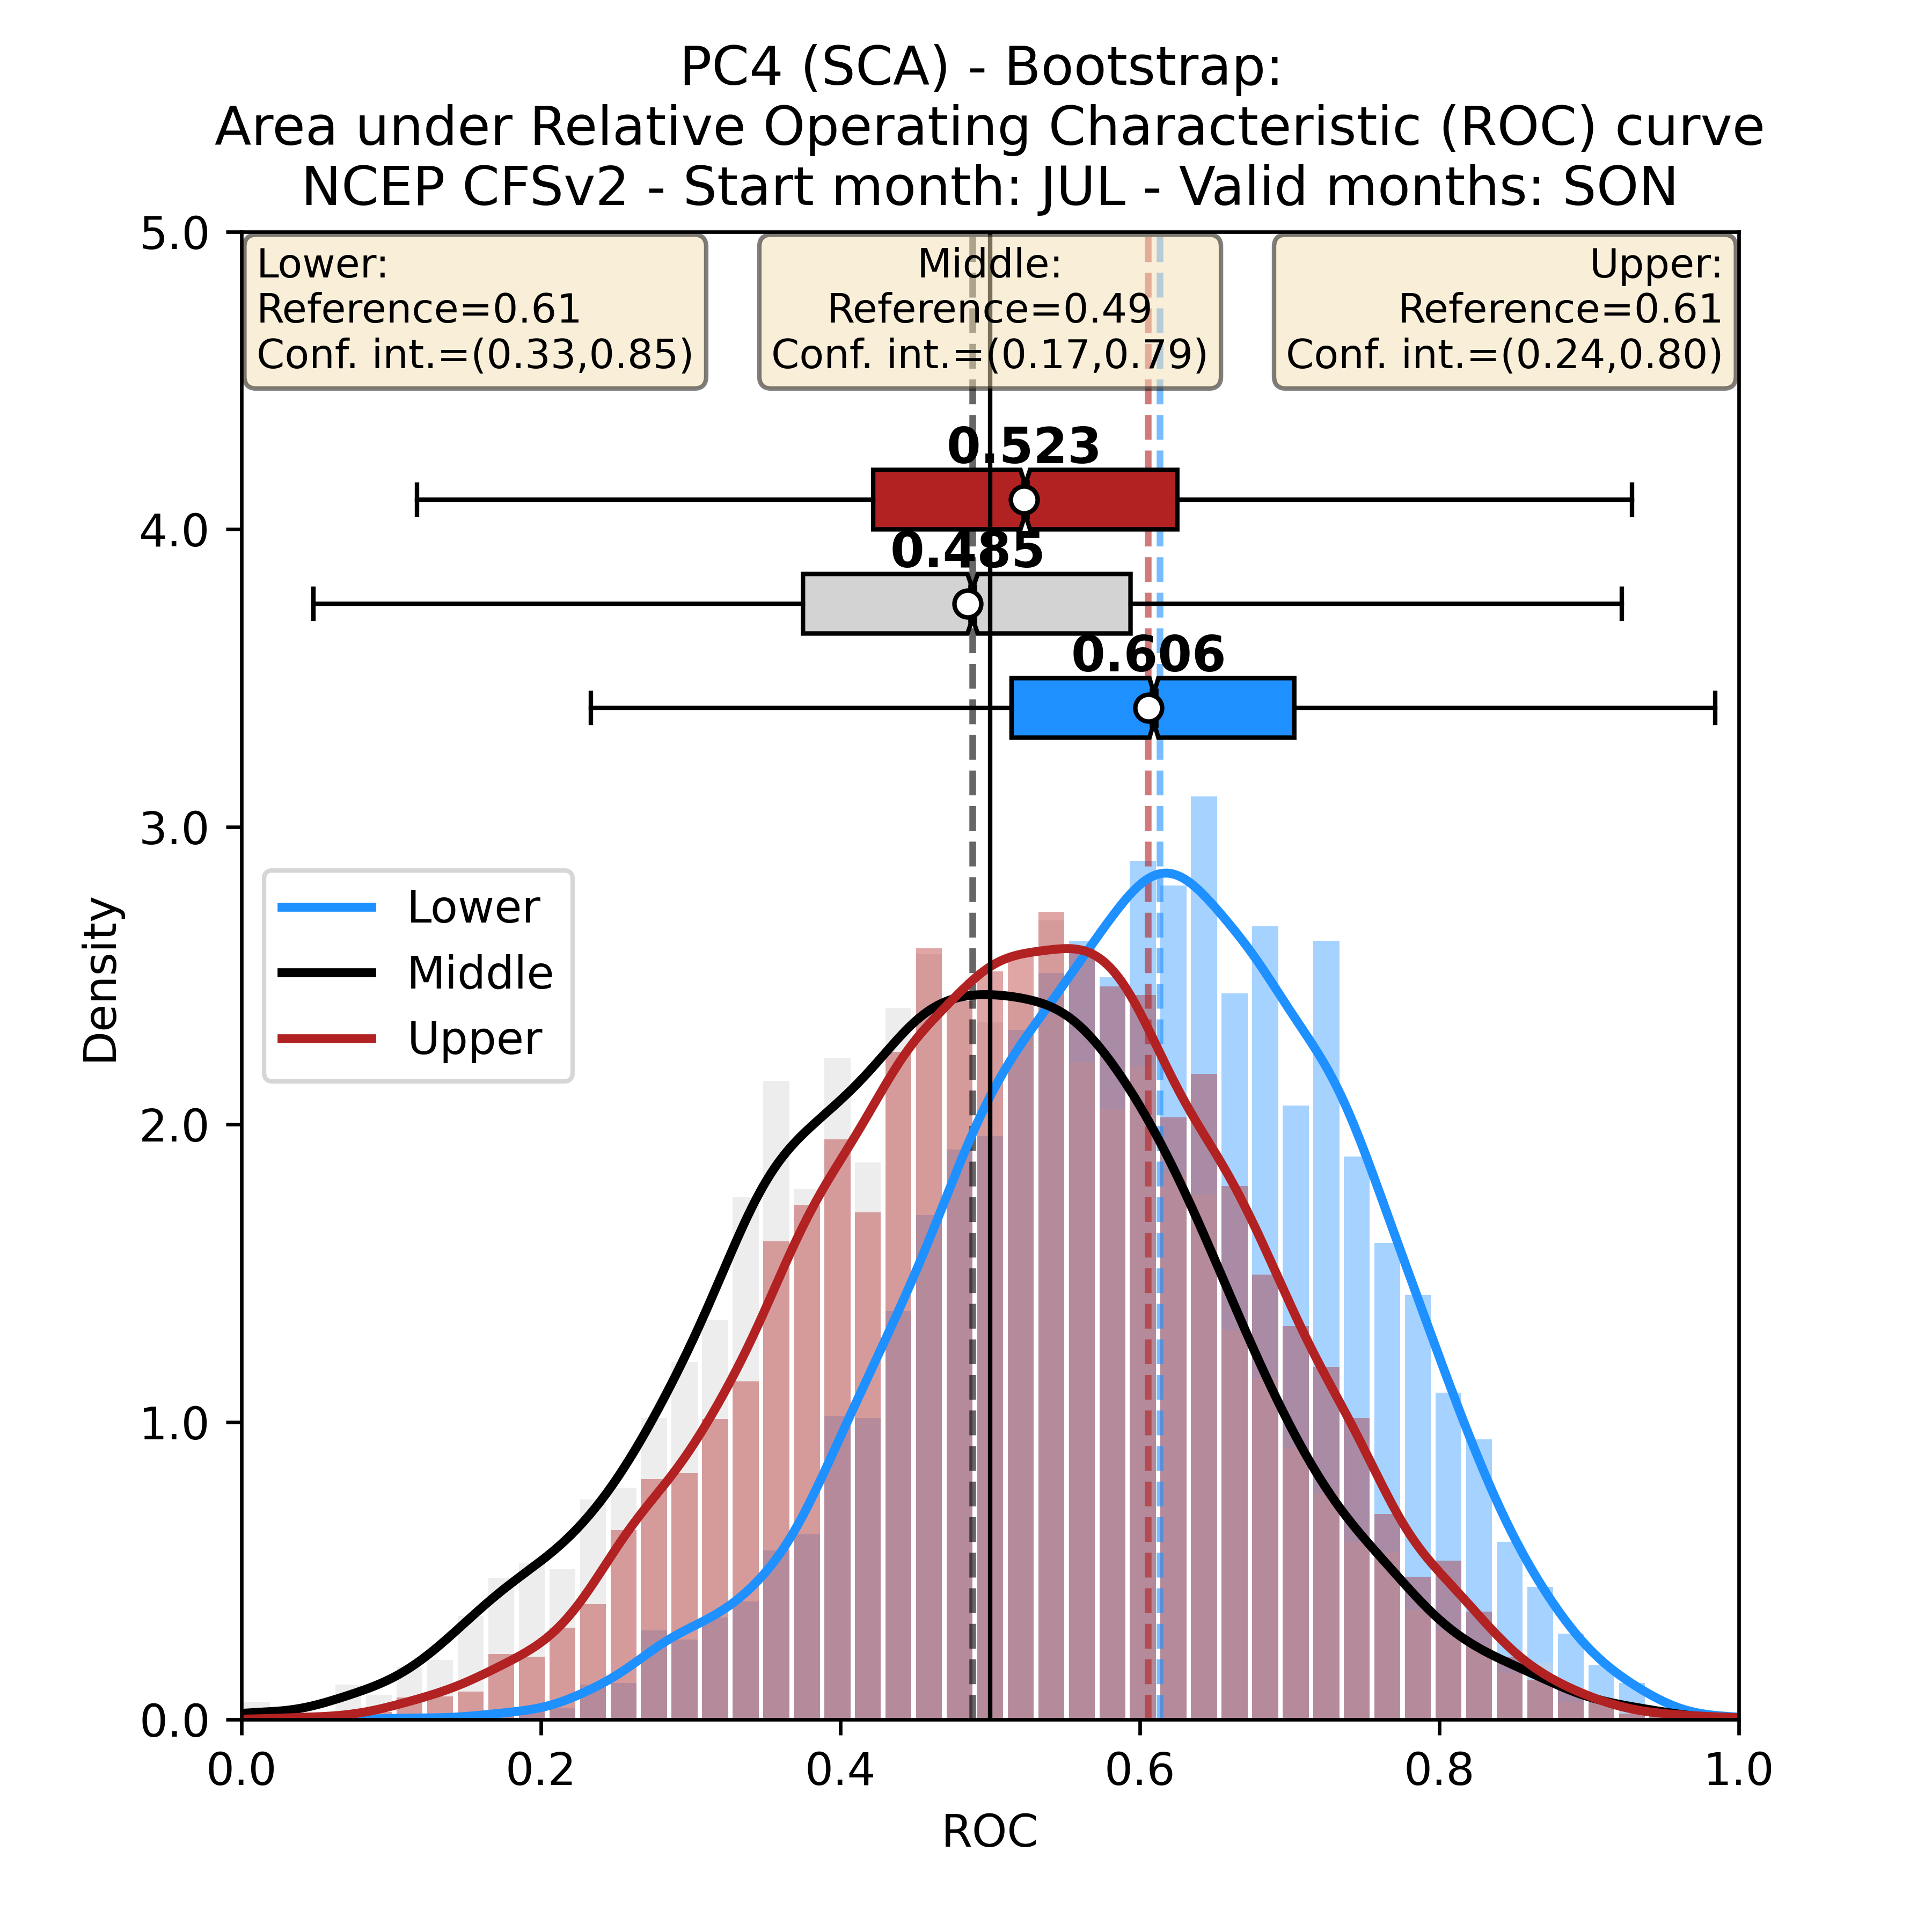 PC4 (SCA) - Bootstrap:
Area under Relative Operating Characteristic (ROC) curve
NCEP CFSv2 - Start month: JUL - Valid months: SON
Lower:
Reference=0.61
Conf. int.=(0.33,0.85)
Middle:
Reference=0.49
Conf. int.=(0.17,0.79)
Upper:
Reference=0.61
Conf. int.=(0.24,0.80)
0.523
0.485
0.606
Lower
Middle
Upper
Density
5.0
4.0
3.0
2.0
1.0
0.0
0.0 0.2 0.4 0.6 0.8 1.0
ROC